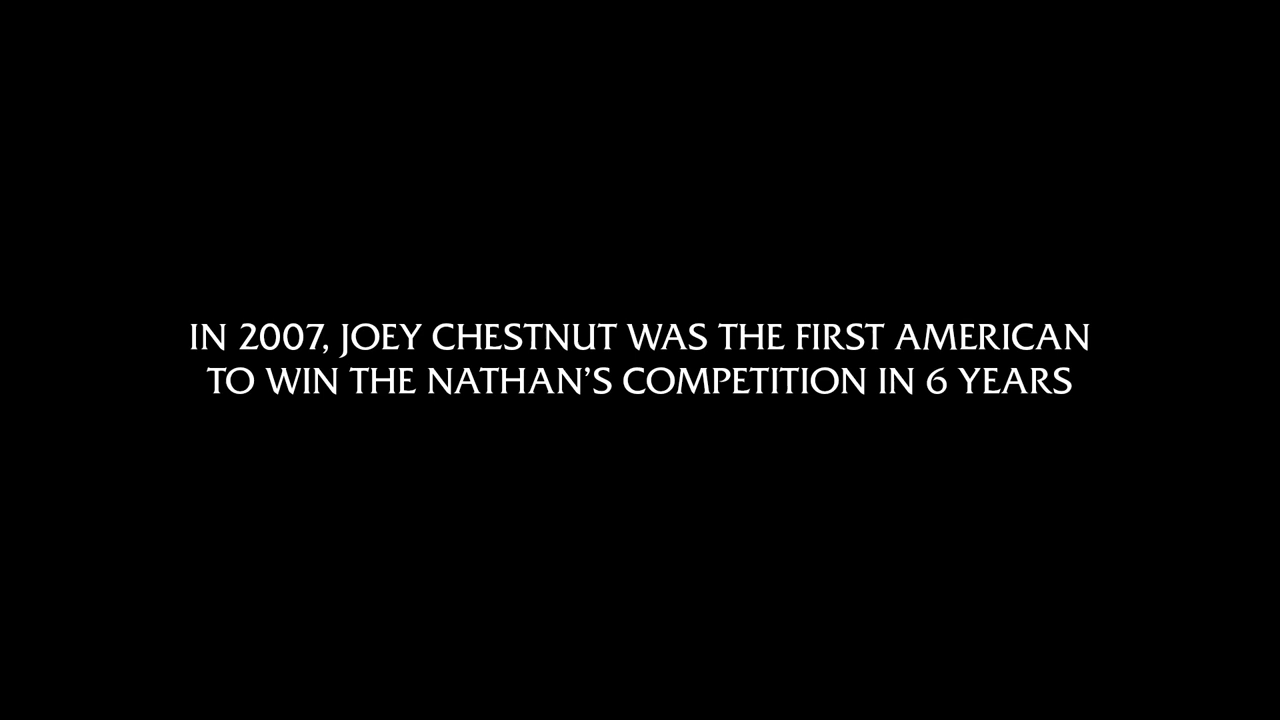 IN 2007, JOEY CHESTNUT WAS THE FIRST AMERICAN
TO WIN THE NATHAN’S COMPETITION IN 6 YEARS